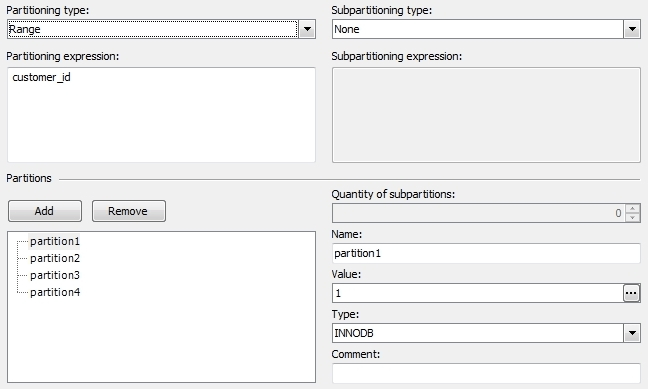 Partitioning type:
Range
Subpartitioning type:
None
Partitioning expression:
customer_id
Subpartitioning expression:
Partitions
Add
Remove
partition1
partition2
partition3
partition4
Quantity of subpartitions:
0
Name:
partition1
Value:
1
...
Type:
INNODB
Comment: